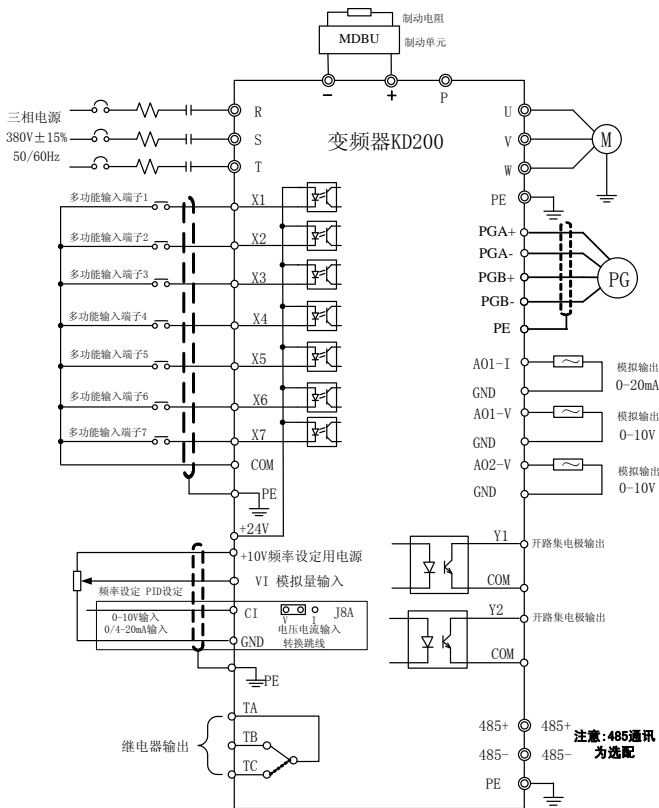 制动电阻
MDBU
制动单元
− + P
三相电源
380V±15%
50/60Hz
R
S
T
变频器KD200
U
V
W
M
PE
多功能输入端子1
X1
多功能输入端子2
X2
多功能输入端子3
X3
多功能输入端子4
X4
多功能输入端子5
X5
多功能输入端子6
X6
多功能输入端子7
X7
COM
PE
+24V
PGA+
PGA-
PGB+
PGB-
PE
PG
AO1-I
GND
模拟输出
0-20mA
AO1-V
GND
模拟输出
0-10V
AO2-V
GND
模拟输出
0-10V
+10V频率设定用电源
VI 模拟量输入
频率设定 PID设定
CI
0-10V输入
0/4-20mA输入
V I J8A
电压电流输入
转换跳线
GND
PE
Y1
开路集电极输出
COM
Y2
开路集电极输出
COM
继电器输出
TA
TB
TC
485+ 485+
485- 485-
注意:485通讯
为选配
PE